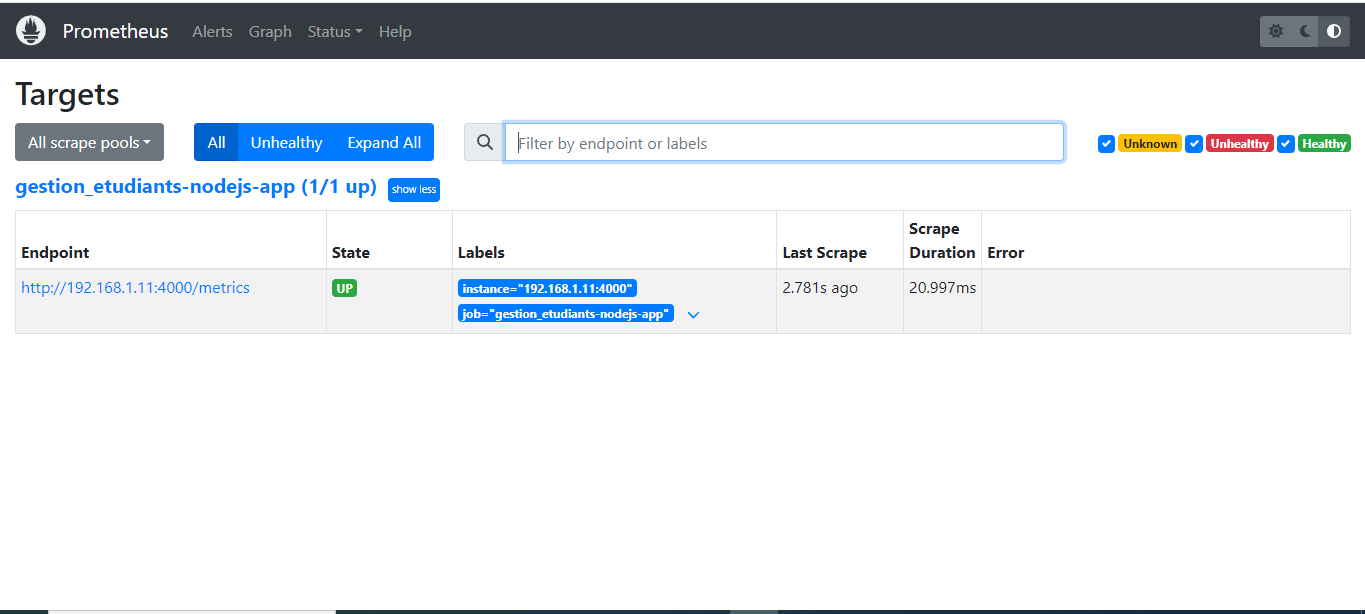 Prometheus Alerts Graph Status Help
Targets
All scrape pools All Unhealthy Expand All Filter by endpoint or labels Unknown Unhealthy Healthy
gestion_etudiants-nodejs-app (1/1 up) show less
Endpoint State Labels Last Scrape Scrape Duration Error
http://192.168.1.11:4000/metrics UP instance="192.168.1.11:4000" 2.781s ago 20.997ms
job="gestion_etudiants-nodejs-app"